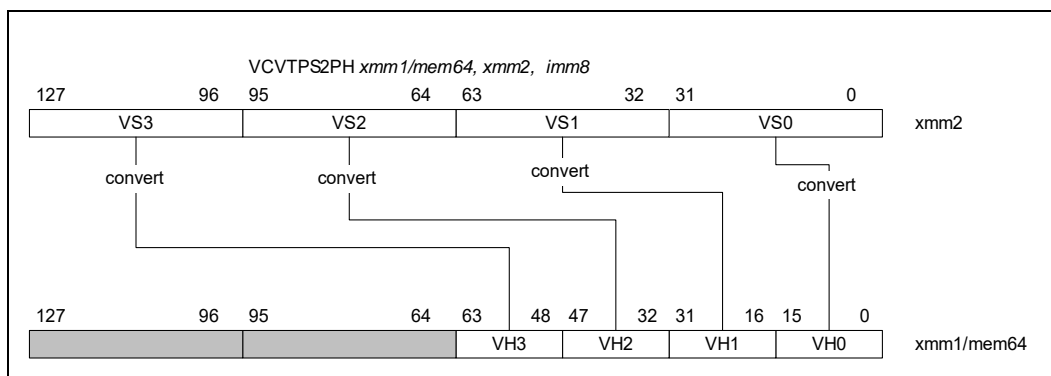 VCVTPS2PH xmm1/mem64, xmm2, imm8
127 96 95 64 63 32 31 0
VS3 VS2 VS1 VS0 xmm2
convert convert convert convert
127 96 95 64 63 48 47 32 31 16 15 0
VH3 VH2 VH1 VH0 xmm1/mem64